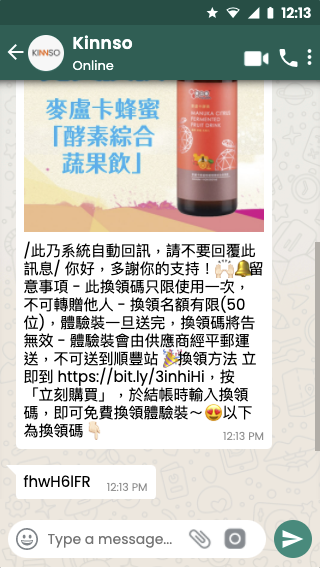 12:13
KINNSO
Kinnso
Online
麥盧卡蜂蜜
「酵素綜合
蔬果飲」
MANUKA CITRUS
FERMENTED
FRUIT DRINK
/此乃系統自動回訊，請不要回覆此
訊息/ 你好，多謝你的支持！🙌🏻🔔留
意事項 - 此換領碼只限使用一次，
不可轉贈他人 - 換領名額有限(50
位)，體驗裝一旦送完，換領碼將告
無效 - 體驗裝會由供應商經平郵運
送，不可送到順豐站 🎉換領方法 立
即到 https://bit.ly/3inhiHi，按
「立刻購買」，於結帳時輸入換領
碼，即可免費換領體驗裝～😍以下
為換領碼👇🏻
12:13 PM
fhwH6lFR
12:13 PM
Type a message...